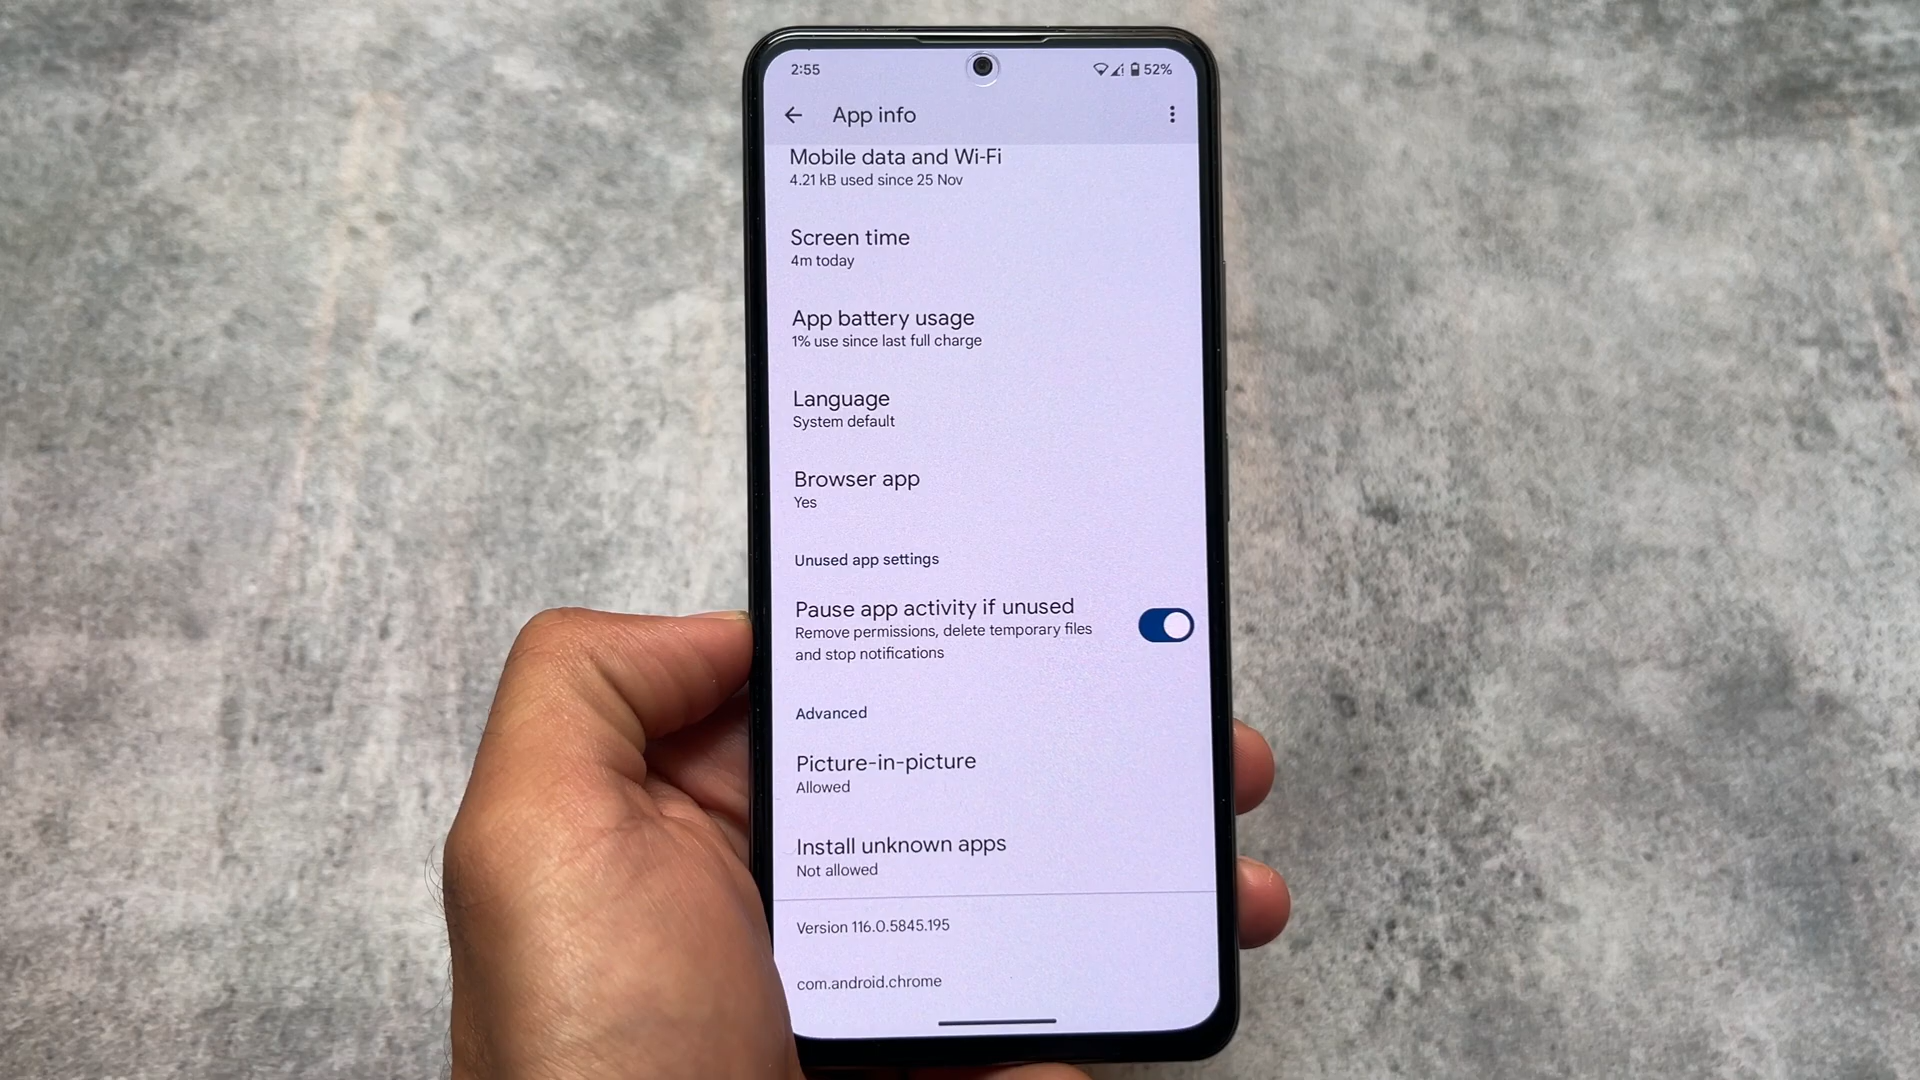 2:55
52%
App info
Mobile data and Wi-Fi
4.21 kB used since 25 Nov
Screen time
4m today
App battery usage
1% use since last full charge
Language
System default
Browser app
Yes
Unused app settings
Pause app activity if unused
Remove permissions, delete temporary files
and stop notifications
Advanced
Picture-in-picture
Allowed
Install unknown apps
Not allowed
Version 116.0.5845.195
com.android.chrome